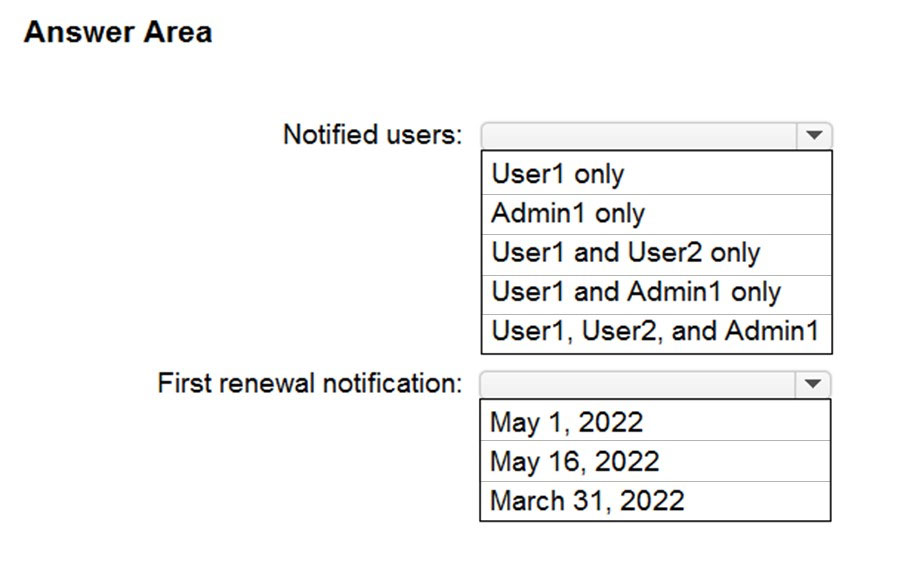 Answer Area
Notified users:
User1 only
Admin1 only
User1 and User2 only
User1 and Admin1 only
User1, User2, and Admin1
First renewal notification:
May 1, 2022
May 16, 2022
March 31, 2022